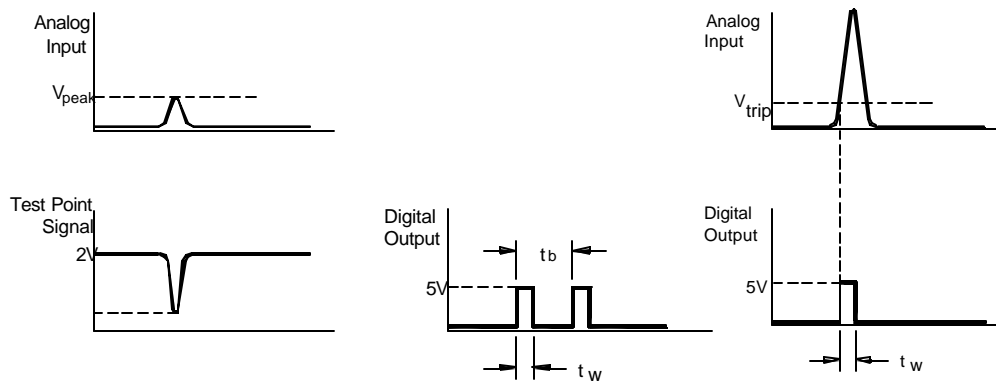 Analog
Input
Vpeak
Analog
Input
Vtrip
Test Point
Signal
2V
Digital
Output
5V
tb
tw
Digital
Output
5V
tw